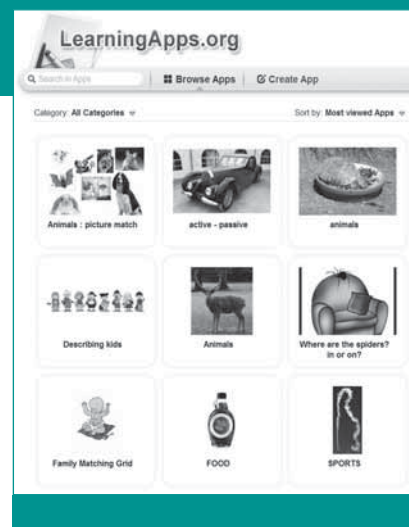 LearningApps.org
Search in Apps
Browse Apps
Create App
Category: All Categories
Sort by: Most viewed Apps
Animals : picture match
active - passive
animals
Describing kids
Animals
Where are the spiders?
in or on?
Family Matching Grid
FOOD
SPORTS